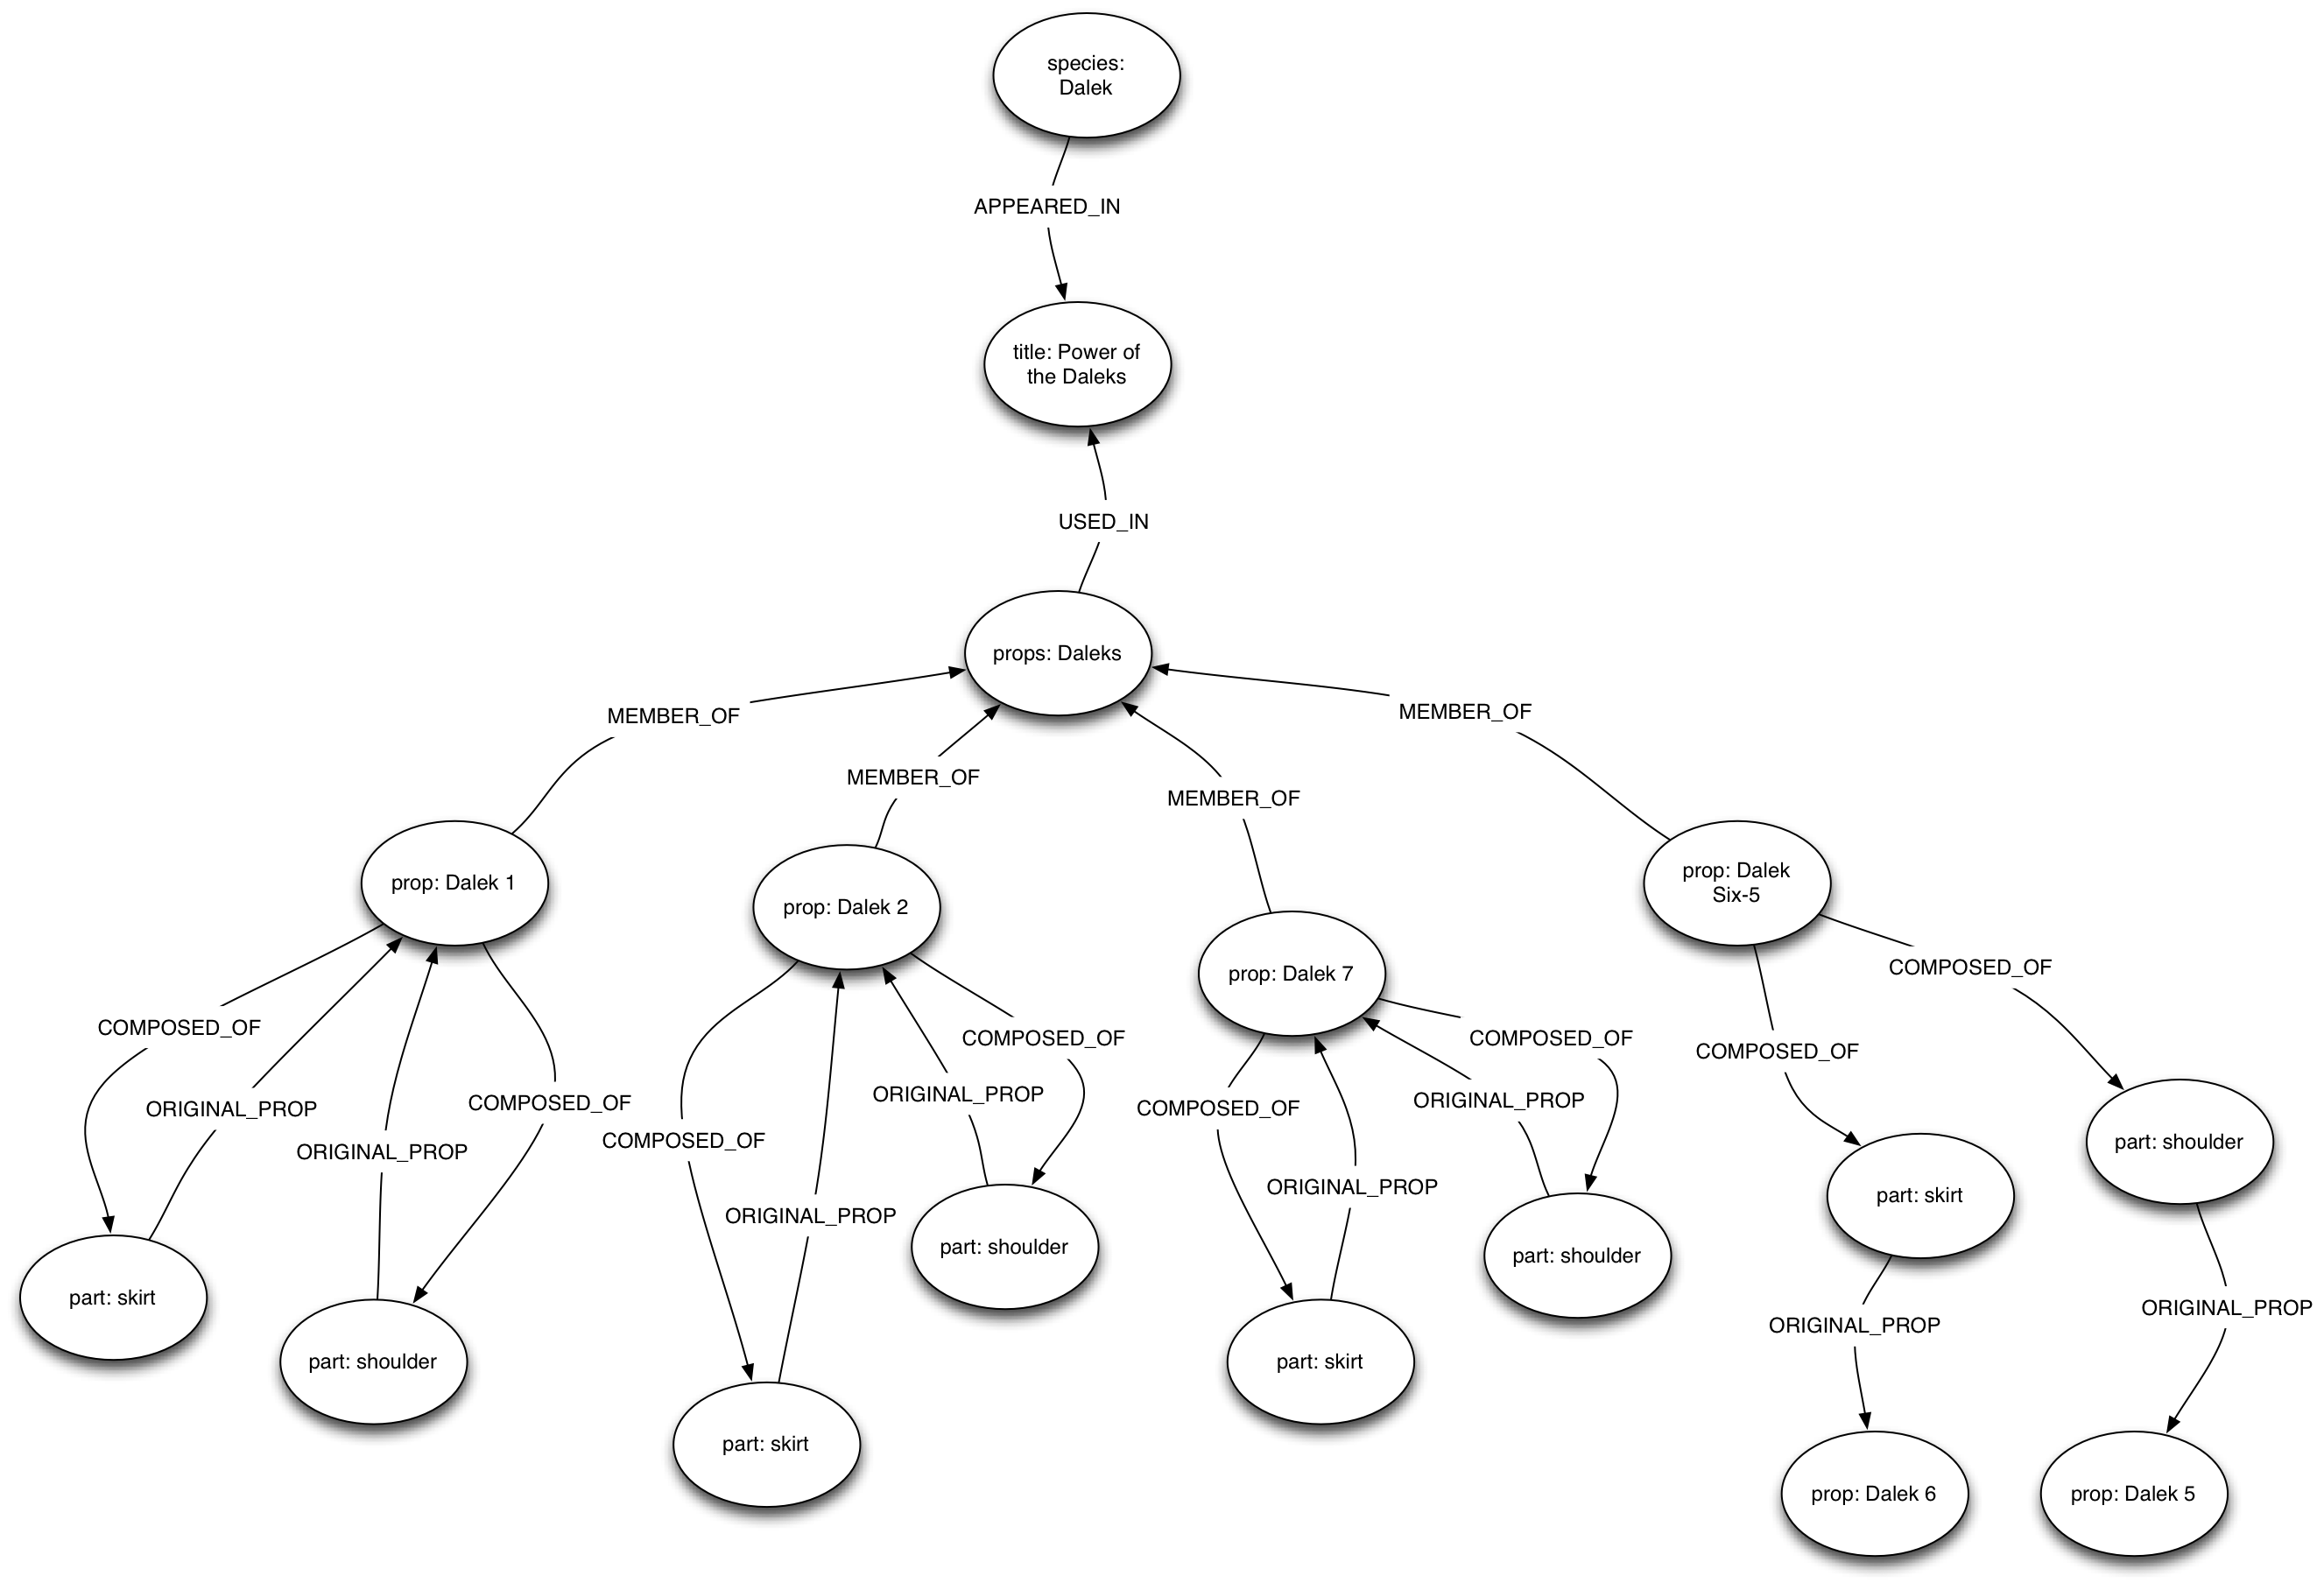 species:
Dalek
APPEARED_IN
title: Power of
the Daleks
USED_IN
props: Daleks
MEMBER_OF
MEMBER_OF
MEMBER_OF
MEMBER_OF
prop: Dalek 1
prop: Dalek 2
prop: Dalek 7
prop: Dalek
Six-5
COMPOSED_OF
ORIGINAL_PROP
ORIGINAL_PROP
COMPOSED_OF
COMPOSED_OF
ORIGINAL_PROP
ORIGINAL_PROP
COMPOSED_OF
COMPOSED_OF
ORIGINAL_PROP
ORIGINAL_PROP
COMPOSED_OF
COMPOSED_OF
COMPOSED_OF
part: skirt
part: shoulder
part: skirt
part: shoulder
part: skirt
part: shoulder
part: skirt
part: shoulder
ORIGINAL_PROP
ORIGINAL_PROP
prop: Dalek 6
prop: Dalek 5